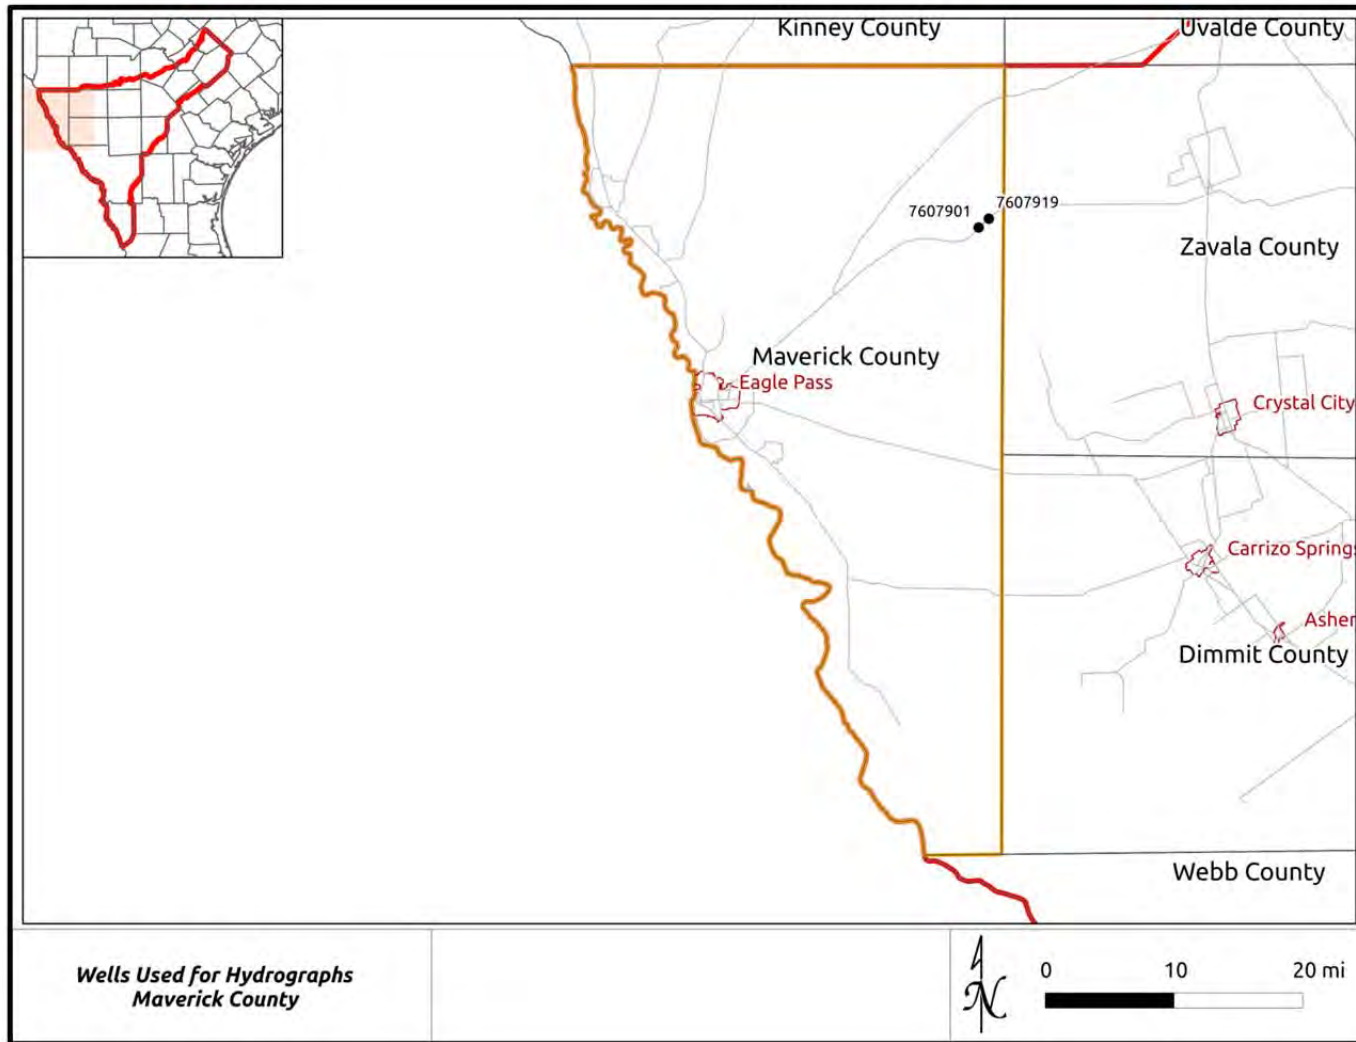 Kinney County
Uvalde County
7607919
7607901
Zavala County
Maverick County
Eagle Pass
Crystal City
Carrizo Springs
Asher
Dimmit County
Webb County
Wells Used for Hydrographs
Maverick County
N
0 10 20 mi